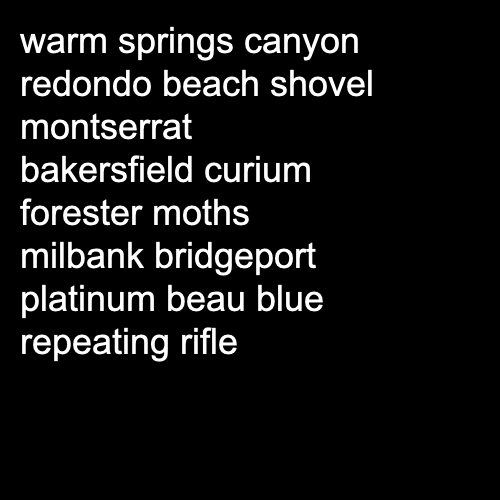 warm springs canyon
redondo beach shovel
montserrat
bakersfield curium
forester moths
milbank bridgeport
platinum beau blue
repeating rifle